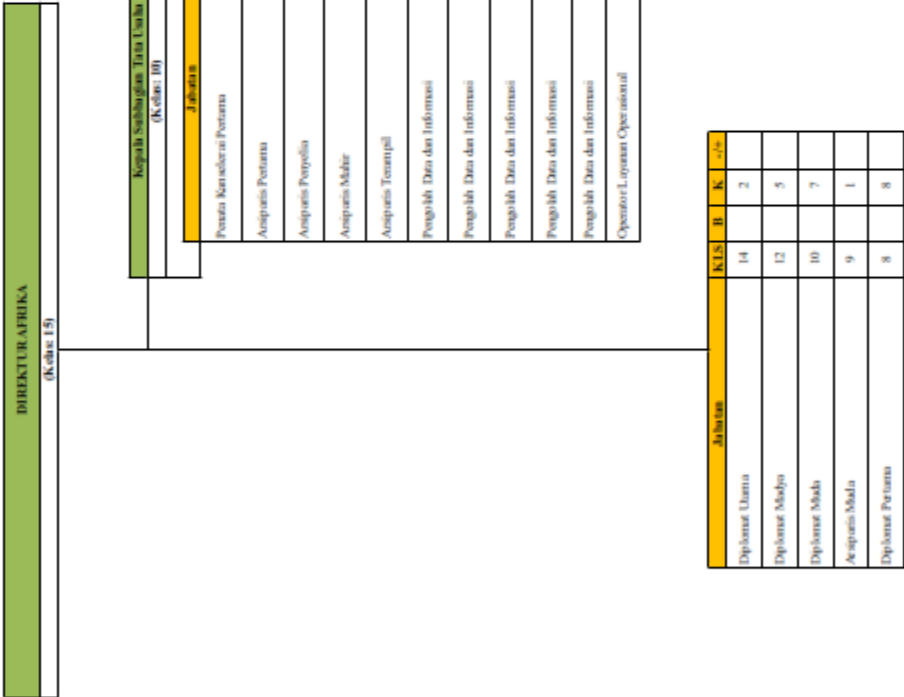 DIREKTUR AFRIKA
(Kelas: 15)
Kepala Subbagian Tata Usaha
(Kelas: 10)
Jabatan
Penata Kanselerai Pertama
Arsiparis Pertama
Arsiparis Penyelia
Arsiparis Mahir
Arsiparis Terampil
Pengolah Data dan Informasi
Pengolah Data dan Informasi
Pengolah Data dan Informasi
Pengolah Data dan Informasi
Pengolah Data dan Informasi
Operator Layanan Operasional
Jabatan KLS B K -/+
Diplomat Utama 14 2
Diplomat Madya 12 5
Diplomat Muda 10 7
Arsiparis Muda 9 1
Diplomat Pertama 8 8